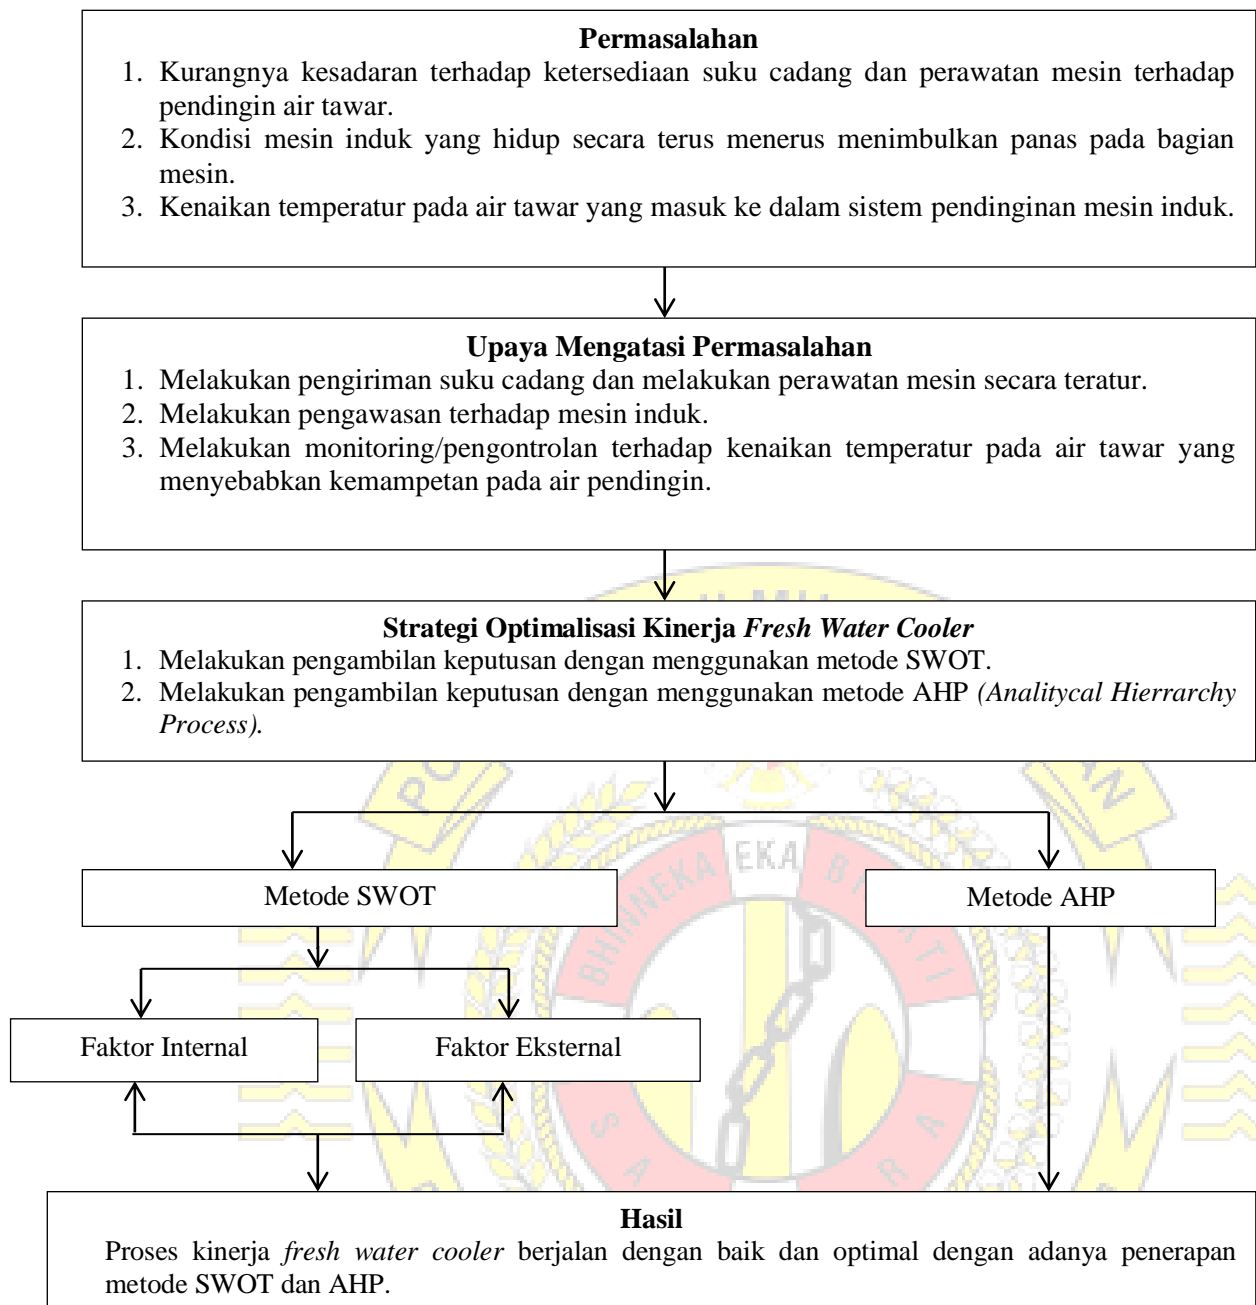 Permasalahan
1. Kurangnya kesadaran terhadap ketersediaan suku cadang dan perawatan mesin terhadap
pendingin air tawar.
2. Kondisi mesin induk yang hidup secara terus menerus menimbulkan panas pada bagian
mesin.
3. Kenaikan temperatur pada air tawar yang masuk ke dalam sistem pendinginan mesin induk.
Upaya Mengatasi Permasalahan
1. Melakukan pengiriman suku cadang dan melakukan perawatan mesin secara teratur.
2. Melakukan pengawasan terhadap mesin induk.
3. Melakukan monitoring/pengontrolan terhadap kenaikan temperatur pada air tawar yang
menyebabkan kemampetan pada air pendingin.
Strategi Optimalisasi Kinerja Fresh Water Cooler
1. Melakukan pengambilan keputusan dengan menggunakan metode SWOT.
2. Melakukan pengambilan keputusan dengan menggunakan metode AHP (Analitycal Hierrarchy
Process).
Metode SWOT
Metode AHP
BHINNEKA EKA
Faktor Internal
Faktor Eksternal
Hasil
Proses kinerja fresh water cooler berjalan dengan baik dan optimal dengan adanya penerapan
metode SWOT dan AHP.